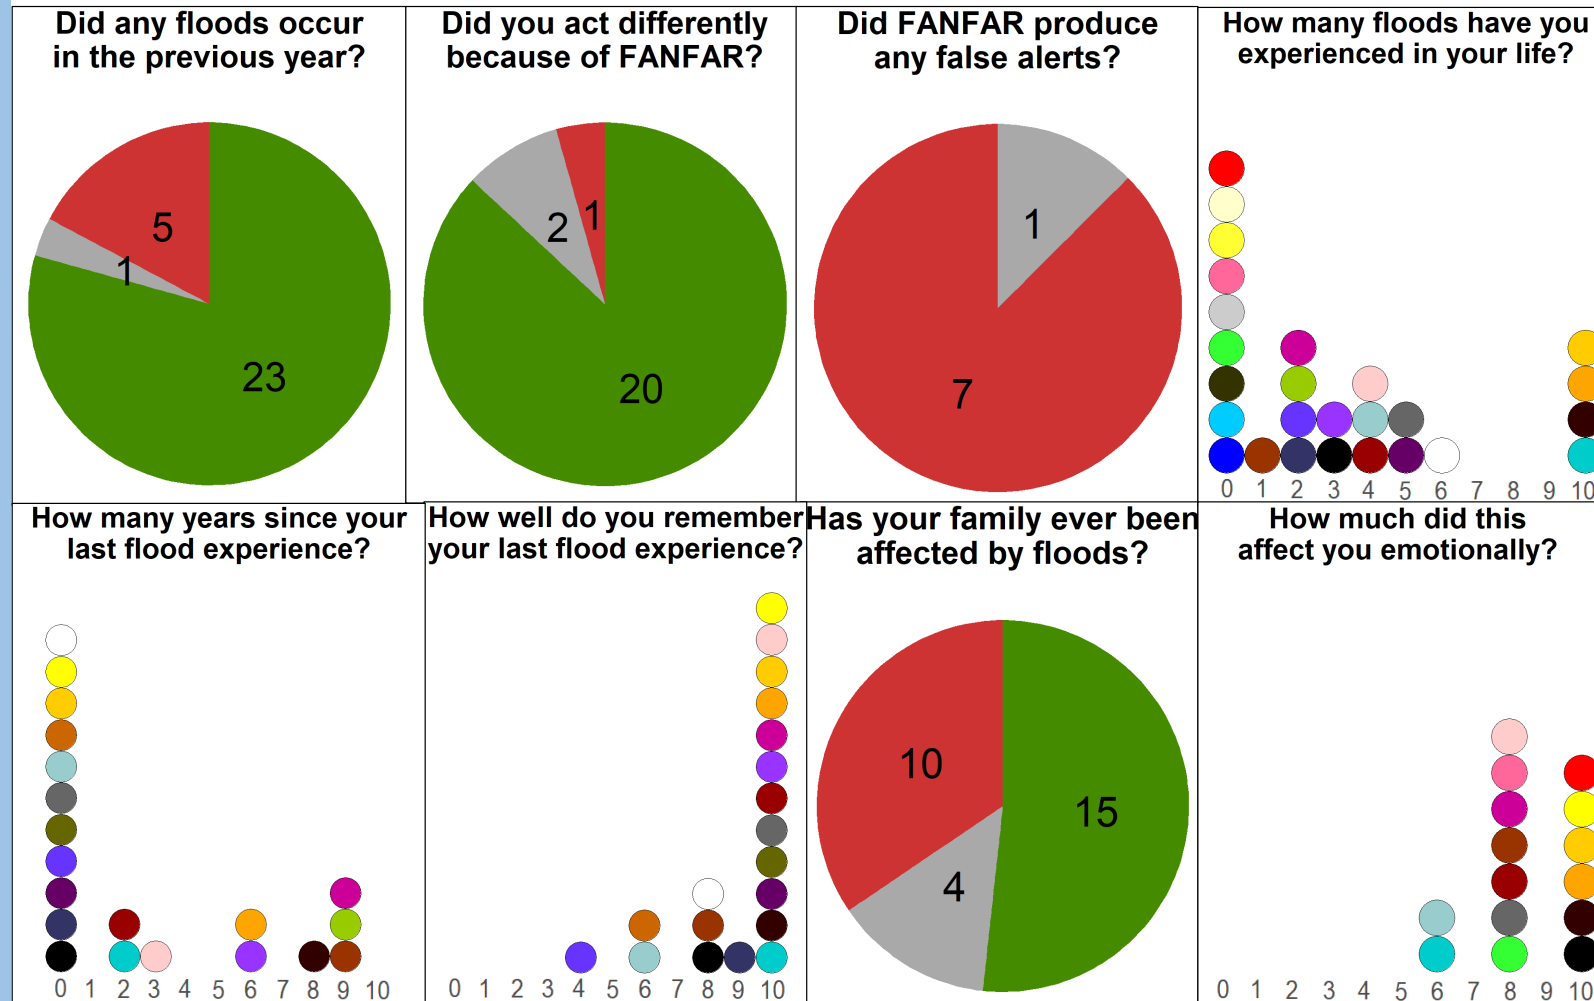 Did any floods occur
in the previous year?
5
1
23
Did you act differently
because of FANFAR?
2
1
20
Did FANFAR produce
any false alerts?
1
7
How many floods have you
experienced in your life?
0 1 2 3 4 5 6 7 8 9 10
How many years since your
last flood experience?
0 1 2 3 4 5 6 7 8 9 10
How well do you remember
your last flood experience?
0 1 2 3 4 5 6 7 8 9 10
Has your family ever been
affected by floods?
10
15
4
How much did this
affect you emotionally?
0 1 2 3 4 5 6 7 8 9 10